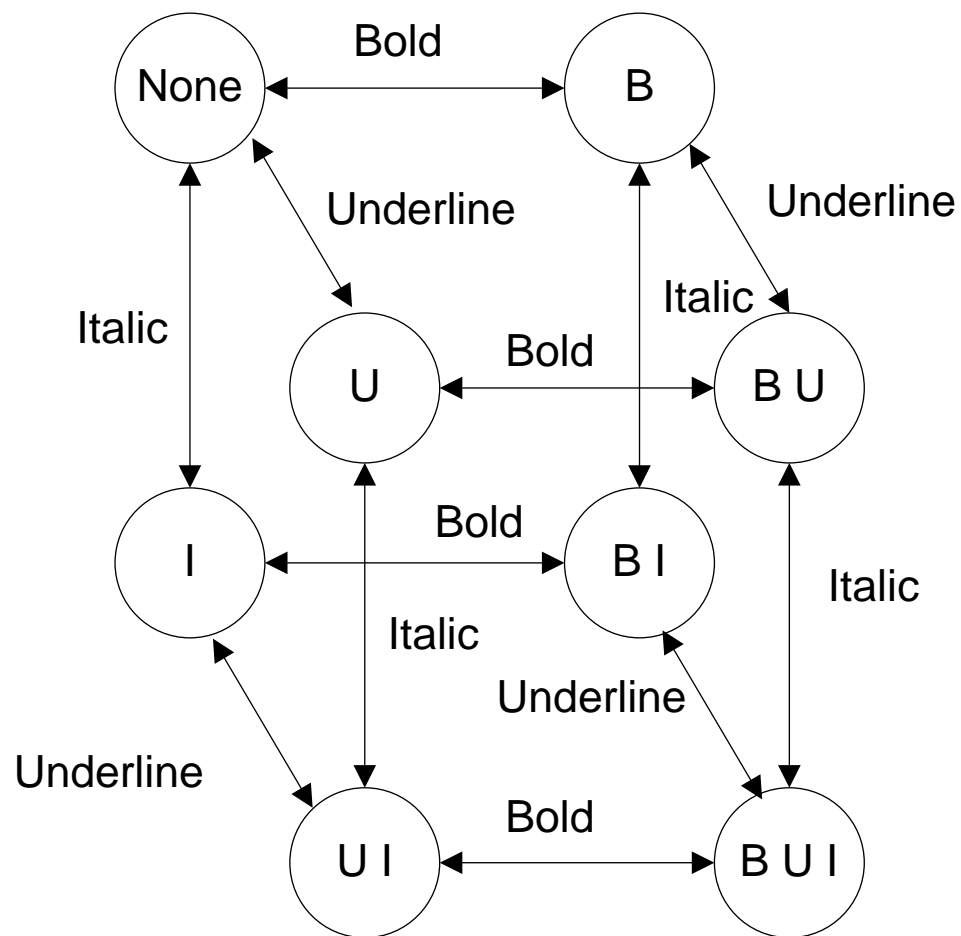 Bold
None
B
Underline
Underline
Italic
Italic
Bold
U
B U
Bold
I
B I
Italic
Italic
Underline
Underline
Bold
U I
B U I